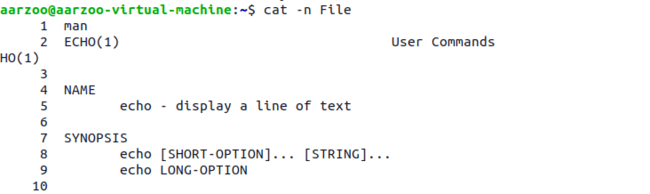 aarzoo@aarzoo-virtual-machine:~$ cat -n File
1 man
2 ECHO(1) User Commands
HO(1)
3
4 NAME
5 echo - display a line of text
6
7 SYNOPSIS
8 echo [SHORT-OPTION]... [STRING]...
9 echo LONG-OPTION
10